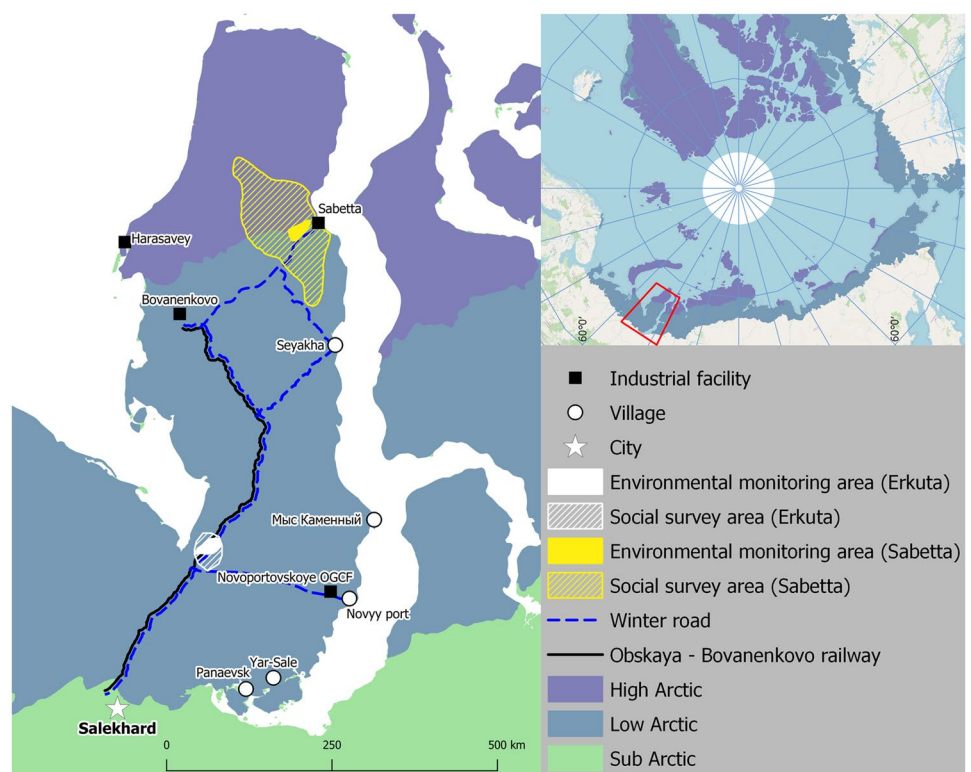 Sabetta
Harasavey
Bovanenkovo
Seyakha
Мыс Каменный
Novoportovskoye OGCF
Novyy port
Yar-Sale
Panaevsk
Salekhard
0 250 500 km
60°0'
60°0'
Industrial facility
Village
City
Environmental monitoring area (Erkuta)
Social survey area (Erkuta)
Environmental monitoring area (Sabetta)
Social survey area (Sabetta)
Winter road
Obskaya - Bovanenkovo railway
High Arctic
Low Arctic
Sub Arctic